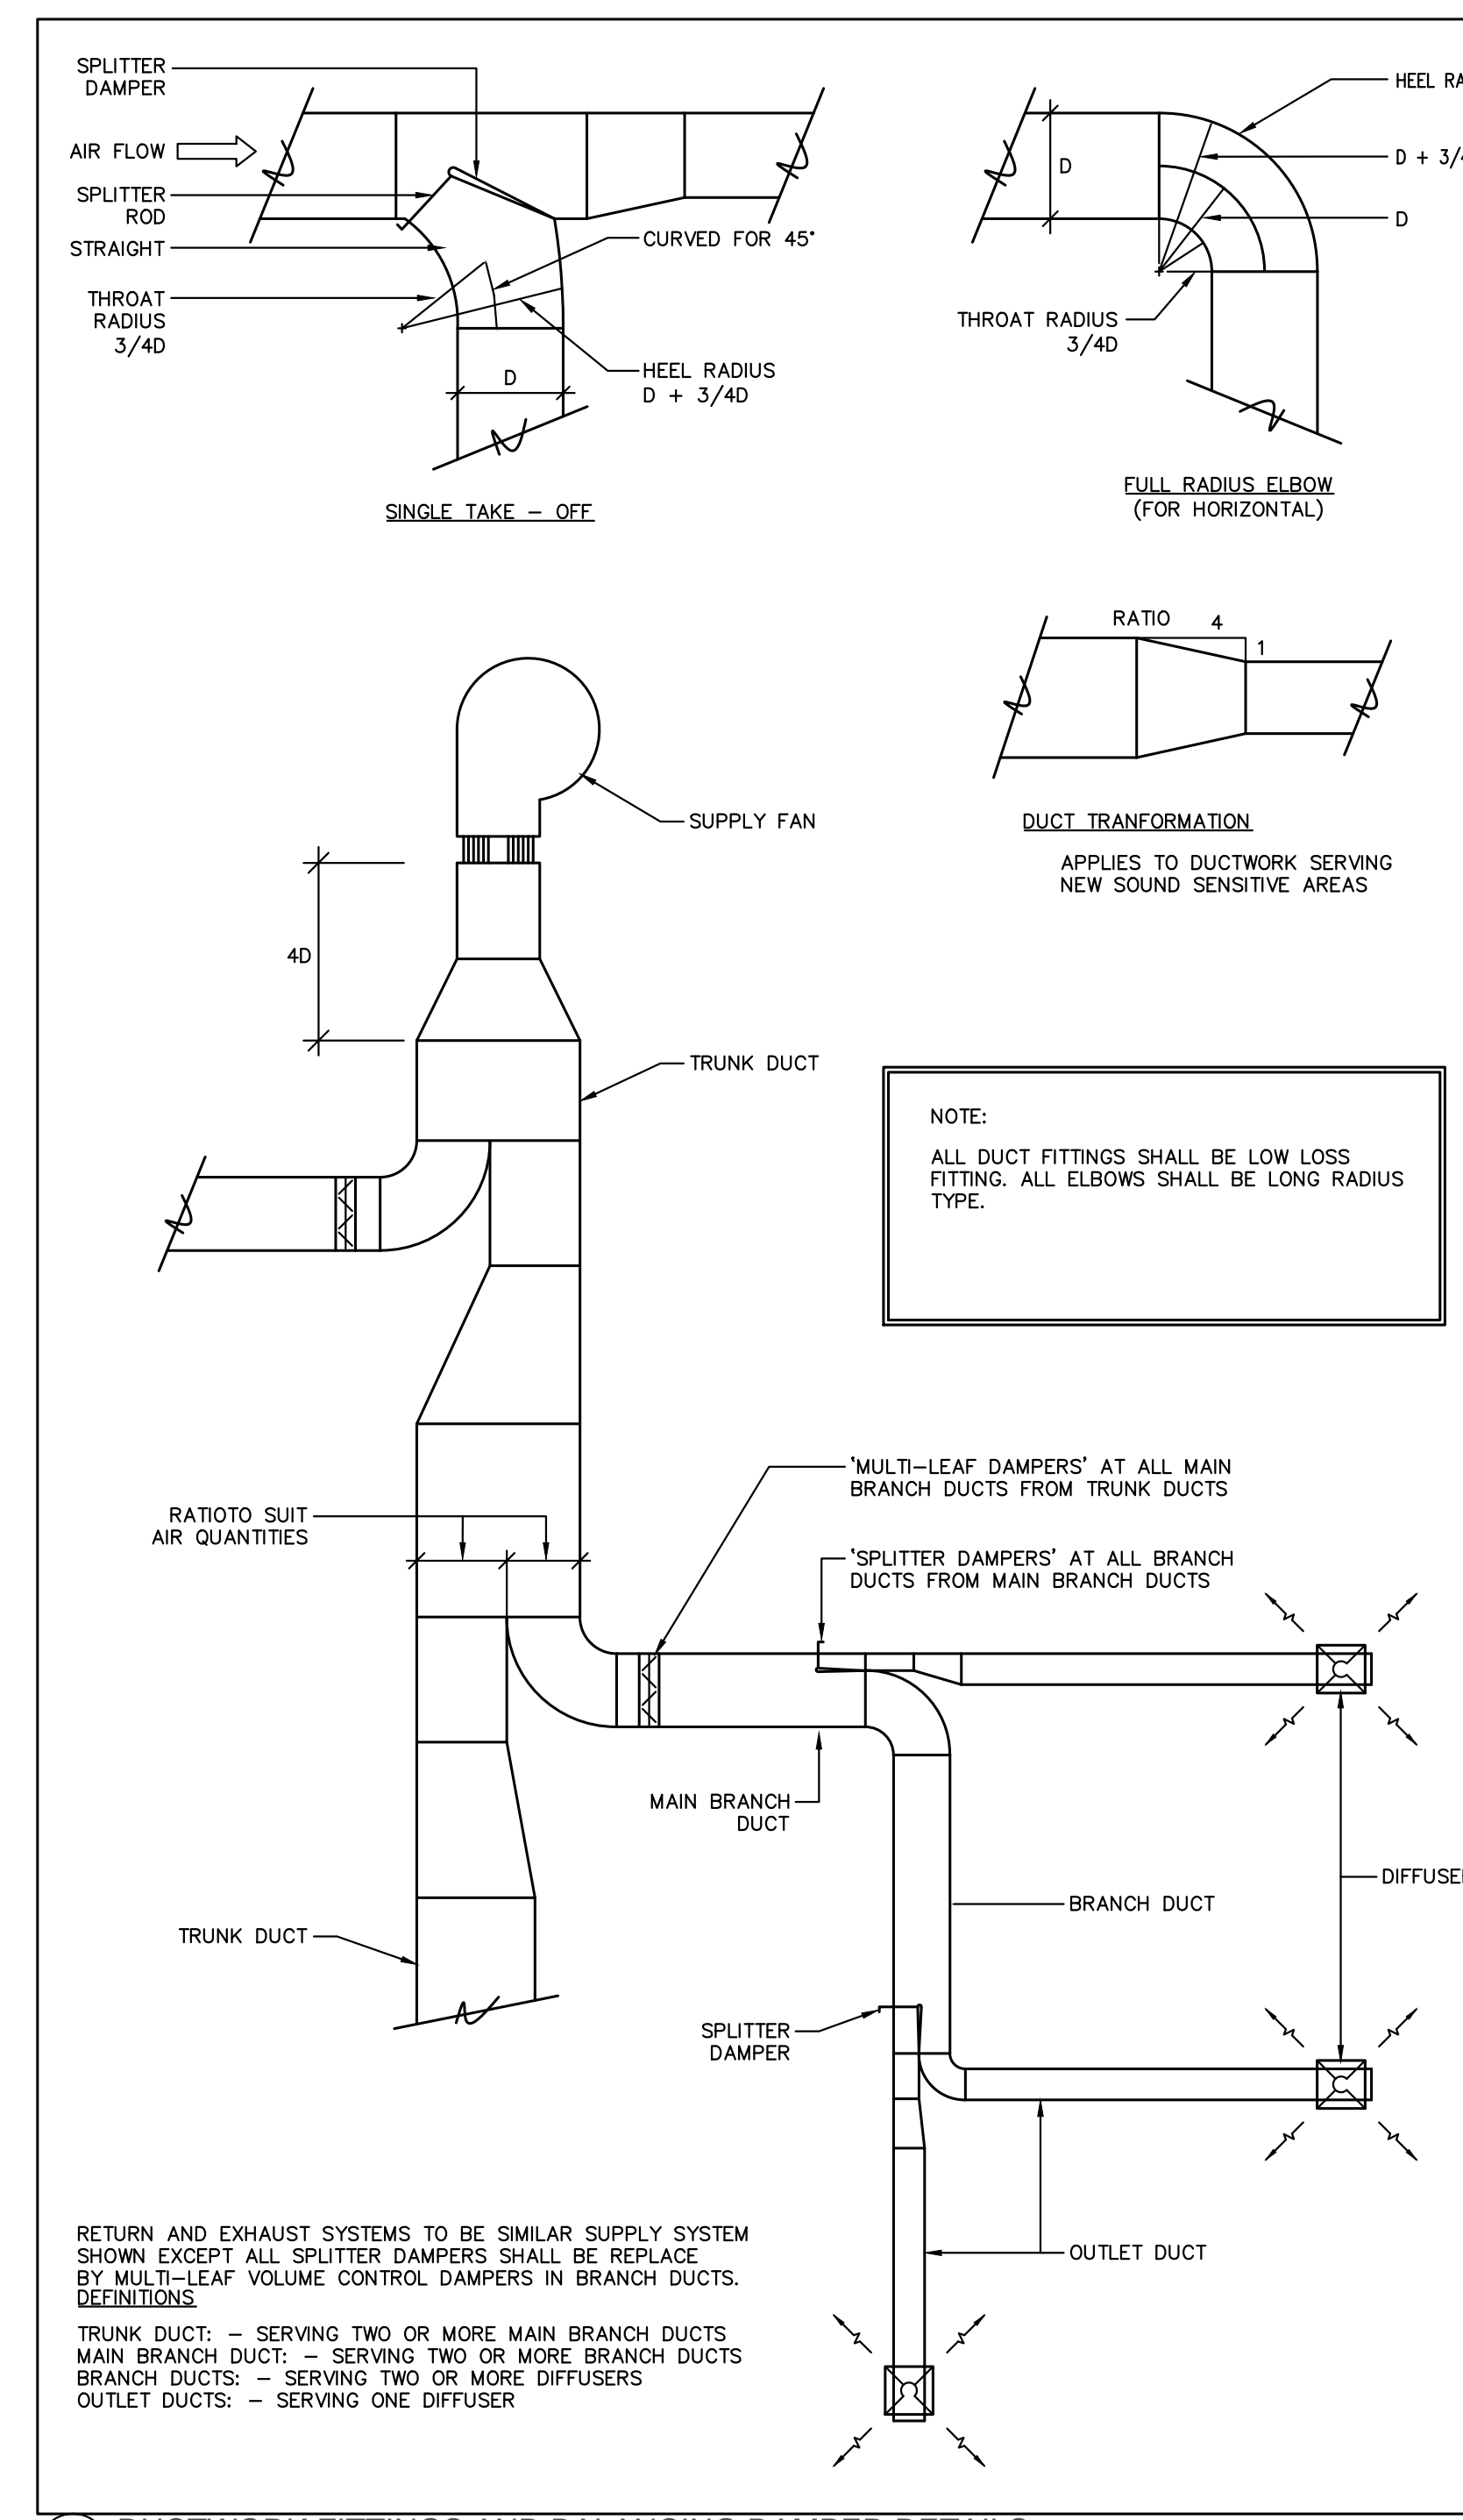 SPLITTER
DAMPER
AIR FLOW
SPLITTER
ROD
STRAIGHT
THROAT
RADIUS
3/4D
CURVED FOR 45°
HEEL RADIUS
D + 3/4D
D
SINGLE TAKE – OFF
HEEL
D
D
THROAT RADIUS
3/4D
FULL RADIUS ELBOW
(FOR HORIZONTAL)
RATIO
4
1
DUCT TRANFORMATION
APPLIES TO DUCTWORK SERVING
NEW SOUND SENSITIVE AREAS
SUPPLY FAN
4D
TRUNK DUCT
NOTE:
ALL DUCT FITTINGS SHALL BE LOW LOSS
FITTING. ALL ELBOWS SHALL BE LONG RADIUS
TYPE.
'MULTI–LEAF DAMPERS' AT ALL MAIN
BRANCH DUCTS FROM TRUNK DUCTS
RATIOTO SUIT
AIR QUANTITIES
'SPLITTER DAMPERS' AT ALL BRANCH
DUCTS FROM MAIN BRANCH DUCTS
MAIN BRANCH
DUCT
BRANCH DUCT
TRUNK DUCT
SPLITTER
DAMPER
OUTLET DUCT
RETURN AND EXHAUST SYSTEMS TO BE SIMILAR SUPPLY SYSTEM
SHOWN EXCEPT ALL SPLITTER DAMPERS SHALL BE REPLACE
BY MULTI–LEAF VOLUME CONTROL DAMPERS IN BRANCH DUCTS.
DEFINITIONS
TRUNK DUCT: – SERVING TWO OR MORE MAIN BRANCH DUCTS
MAIN BRANCH DUCT: – SERVING TWO OR MORE BRANCH DUCTS
BRANCH DUCTS: – SERVING TWO OR MORE DIFFUSERS
OUTLET DUCTS: – SERVING ONE DIFFUSER